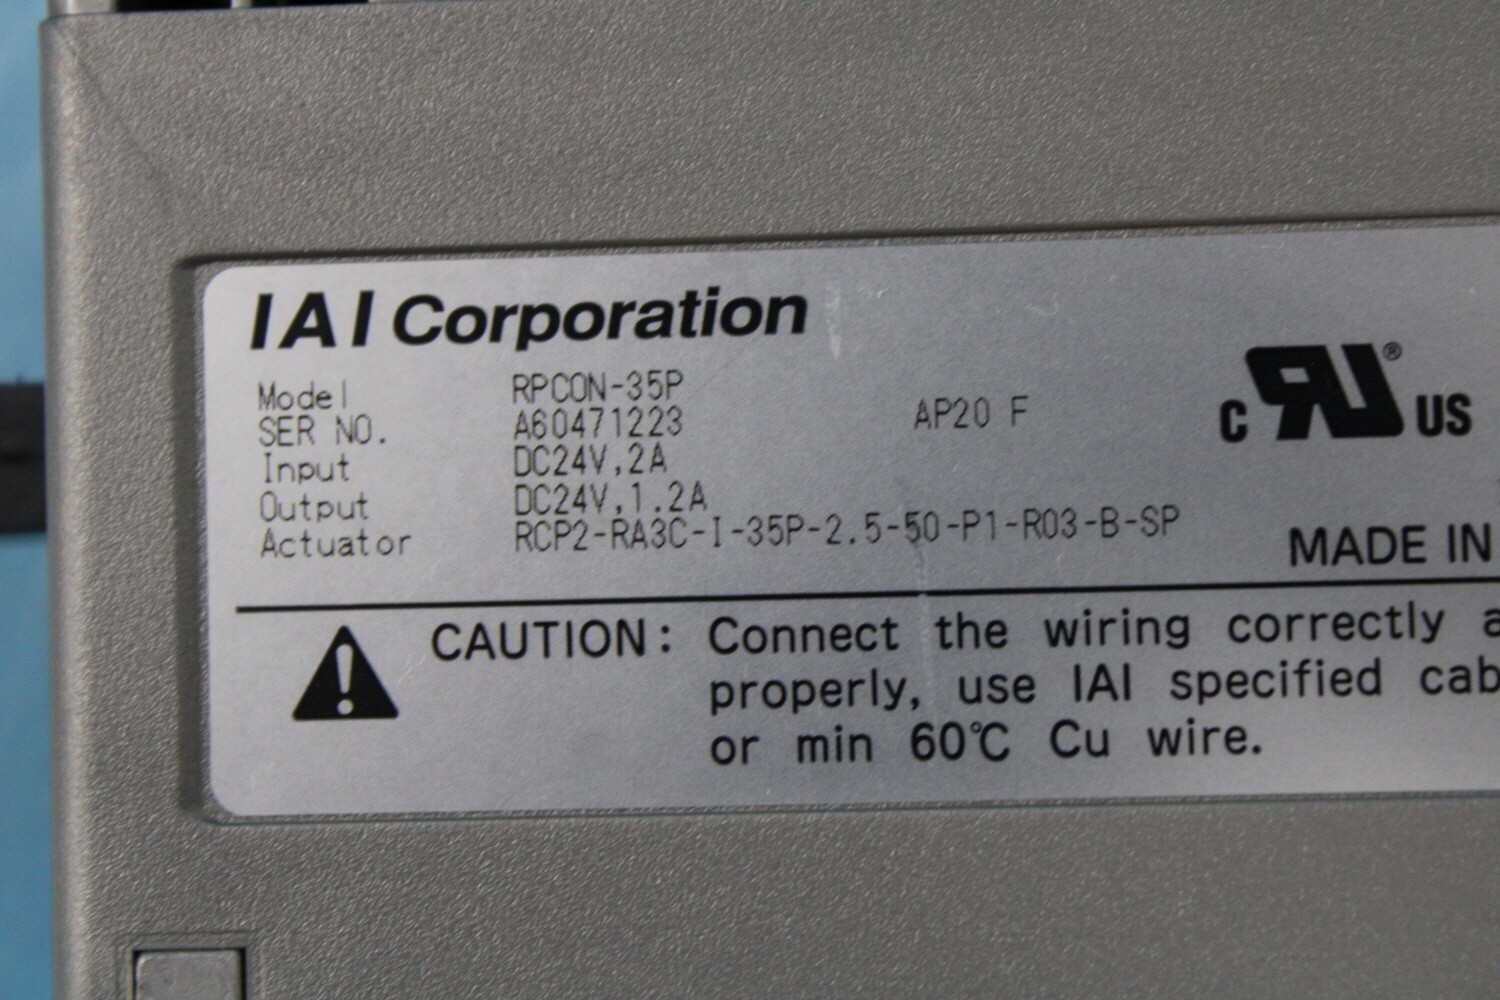 IAI Corporation
Model RPCON-35P
SER NO. A60471223 AP20 F
Input DC24V,2A
Output DC24V,1.2A
Actuator RCP2-RA3C-I-35P-2.5-50-P1-R03-B-SP
C RU® US
MADE IN
CAUTION: Connect the wiring correctly a
properly, use IAI specified cab
or min 60℃ Cu wire.